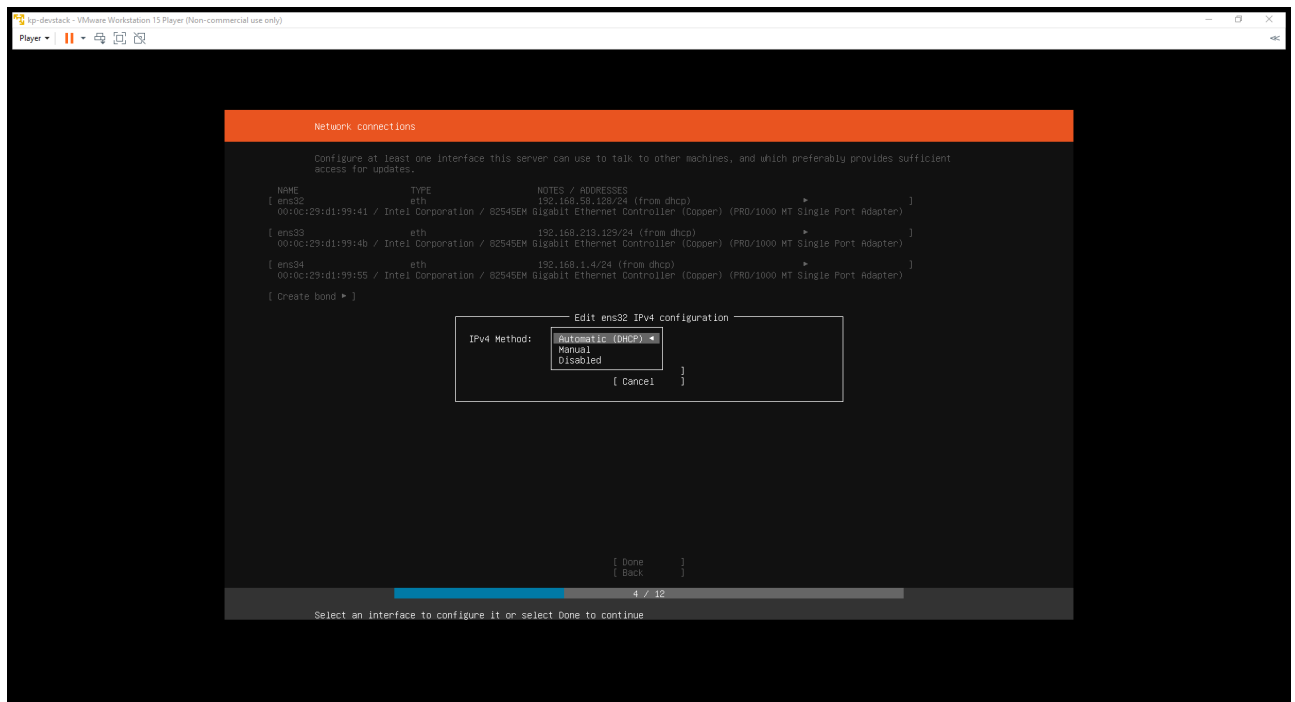 kp-devstack - VMware Workstation 15 Player (Non-commercial use only)
Player
Network connections
Configure at least one interface this server can use to talk to other machines, and which preferably provides sufficient
access for updates.
NAME TYPE NOTES / ADDRESSES
[ ens32 eth 192.168.58.128/24 (from dhcp) ▸ ]
00:0c:29:d1:99:41 / Intel Corporation / 82545EM Gigabit Ethernet Controller (Copper) (PRO/1000 MT Single Port Adapter)
[ ens33 eth 192.168.213.129/24 (from dhcp) ▸ ]
00:0c:29:d1:99:4b / Intel Corporation / 82545EM Gigabit Ethernet Controller (Copper) (PRO/1000 MT Single Port Adapter)
[ ens34 eth 192.168.1.4/24 (from dhcp) ▸ ]
00:0c:29:d1:99:55 / Intel Corporation / 82545EM Gigabit Ethernet Controller (Copper) (PRO/1000 MT Single Port Adapter)
[ Create bond ▸ ]
Edit ens32 IPv4 configuration
IPv4 Method: Automatic (DHCP) ◂
Manual
Disabled
]
[ Cancel ]
[ Done ]
[ Back ]
4 / 12
Select an interface to configure it or select Done to continue